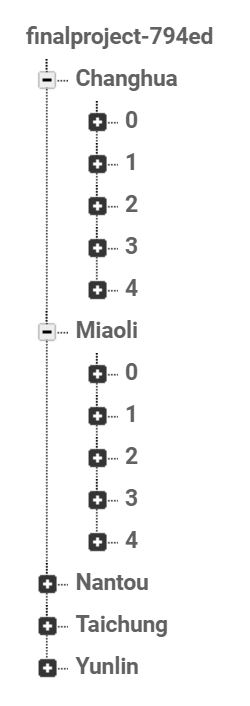 finalproject-794ed
Changhua
0
1
2
3
4
Miaoli
0
1
2
3
4
Nantou
Taichung
Yunlin